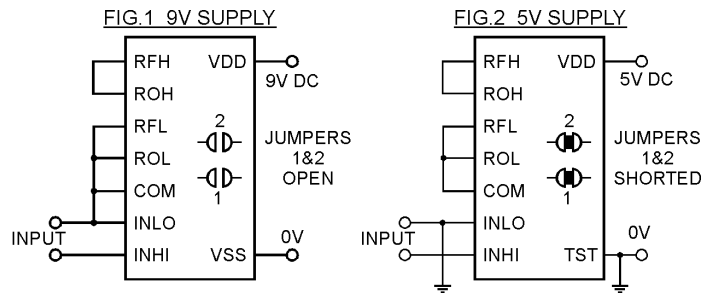 FIG.1 9V SUPPLY
RFH
VDD
9V DC
ROH
RFL
2
ROL
JUMPERS
1&2
OPEN
COM
1
INLO
INPUT
INHI
VSS
0V
FIG.2 5V SUPPLY
RFH
VDD
5V DC
ROH
RFL
2
ROL
JUMPERS
1&2
SHORTED
COM
1
INLO
INPUT
INHI
TST
0V